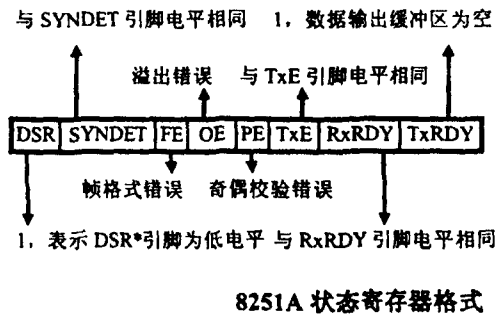 与 SYNDET 引脚电平相同 1，数据输出缓冲区为空
溢出错误 与 TxE 引脚电平相同
DSR SYNDET FE OE PE TxE RxRDY TxRDY
帧格式错误 奇偶校验错误
1，表示 DSR*引脚为低电平 与 RxRDY 引脚电平相同
8251A 状态寄存器格式